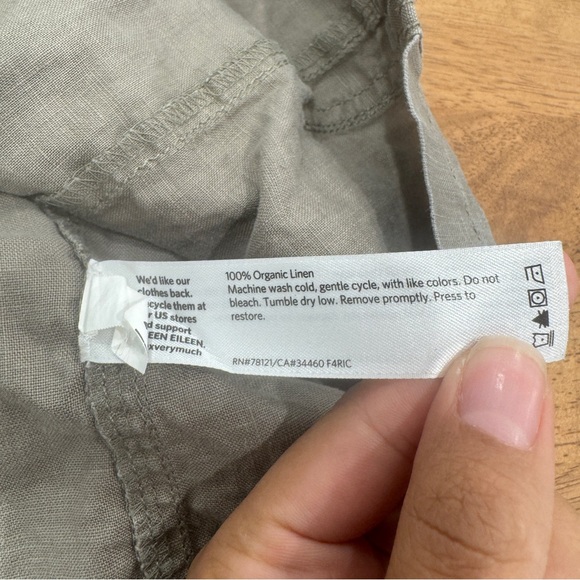 We'd like our
clothes back.
them at
US stores
support
EEN EILEEN,
xverymuch
100% Organic Linen
Machine wash cold, gentle cycle, with like colors. Do not
bleach. Tumble dry low. Remove promptly. Press to
restore.
RN#78121/CA#34460 F4RIC